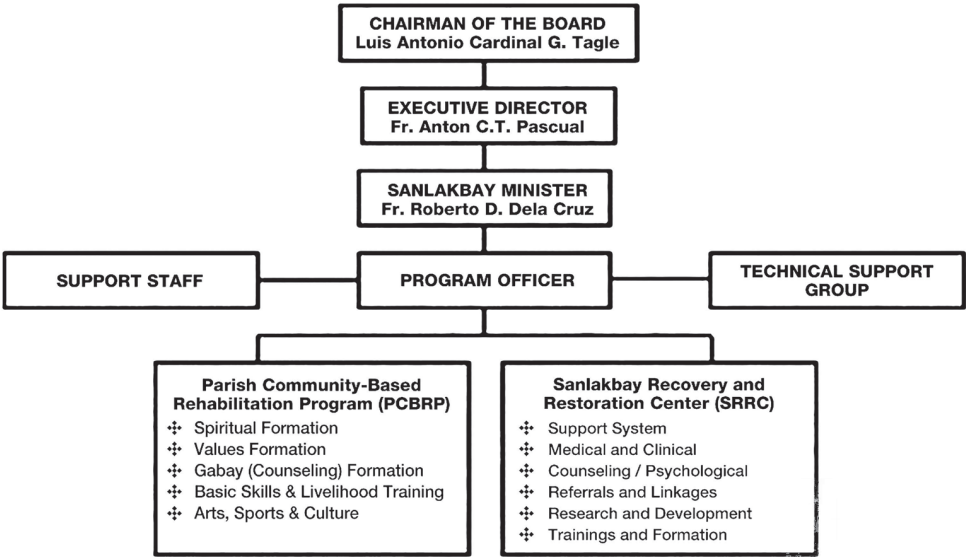 CHAIRMAN OF THE BOARD
Luis Antonio Cardinal G. Tagle
EXECUTIVE DIRECTOR
Fr. Anton C.T. Pascual
SANLAKBAY MINISTER
Fr. Roberto D. Dela Cruz
SUPPORT STAFF
PROGRAM OFFICER
TECHNICAL SUPPORT
GROUP
Parish Community-Based
Rehabilitation Program (PCBRP)
Spiritual Formation
Values Formation
Gabay (Counseling) Formation
Basic Skills & Livelihood Training
Arts, Sports & Culture
Sanlakbay Recovery and
Restoration Center (SRRC)
Support System
Medical and Clinical
Counseling / Psychological
Referrals and Linkages
Research and Development
Trainings and Formation